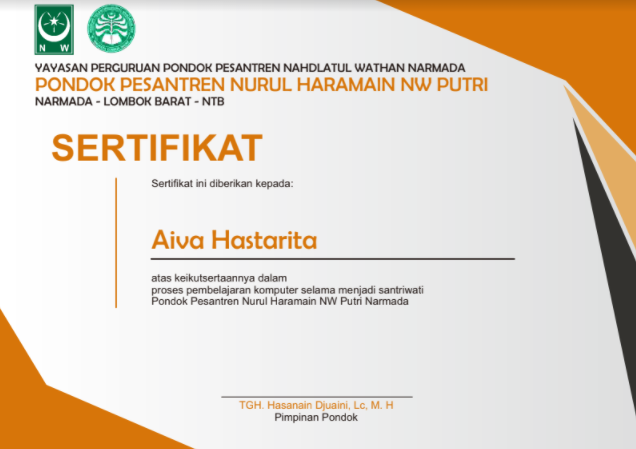 N W
YAYASAN PERGURUAN PONDOK PESANTREN NAHDLATUL WATHAN NARMADA
PONDOK PESANTREN NURUL HARAMAIN NW PUTRI
NARMADA - LOMBOK BARAT - NTB
SERTIFIKAT
Sertifikat ini diberikan kepada:
Aiva Hastarita
atas keikutsertaannya dalam
proses pembelajaran komputer selama menjadi santriwati
Pondok Pesantren Nurul Haramain NW Putri Narmada
TGH. Hasanain Djuaini, Lc, M. H
Pimpinan Pondok